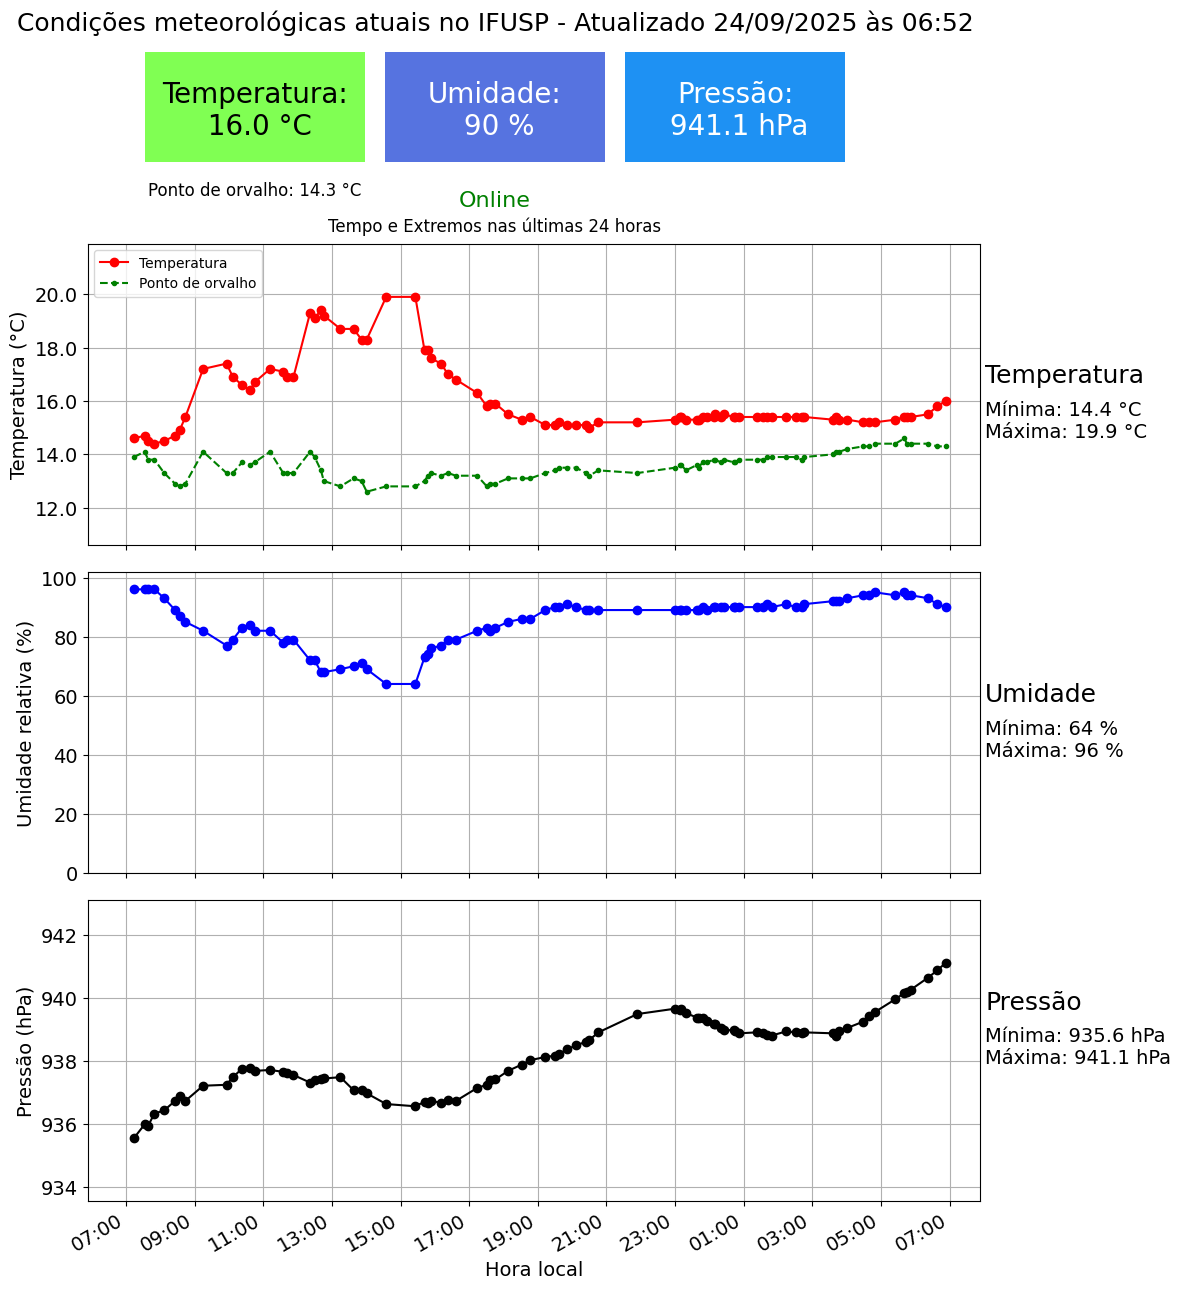 Condições meteorológicas atuais no IFUSP - Atualizado 24/09/2025 às 06:52
Temperatura:
16.0 °C
Umidade:
90 %
Pressão:
941.1 hPa
Ponto de orvalho: 14.3 °C
Online
Tempo e Extremos nas últimas 24 horas
Temperatura
Ponto de orvalho
Temperatura (°C)
20.0
18.0
16.0
14.0
12.0
Temperatura
Mínima: 14.4 °C
Máxima: 19.9 °C
Umidade relativa (%)
100
80
60
40
20
0
Umidade
Mínima: 64 %
Máxima: 96 %
Pressão (hPa)
942
940
938
936
934
Pressão
Mínima: 935.6 hPa
Máxima: 941.1 hPa
07:00
09:00
11:00
13:00
15:00
17:00
19:00
21:00
23:00
01:00
03:00
05:00
07:00
Hora local